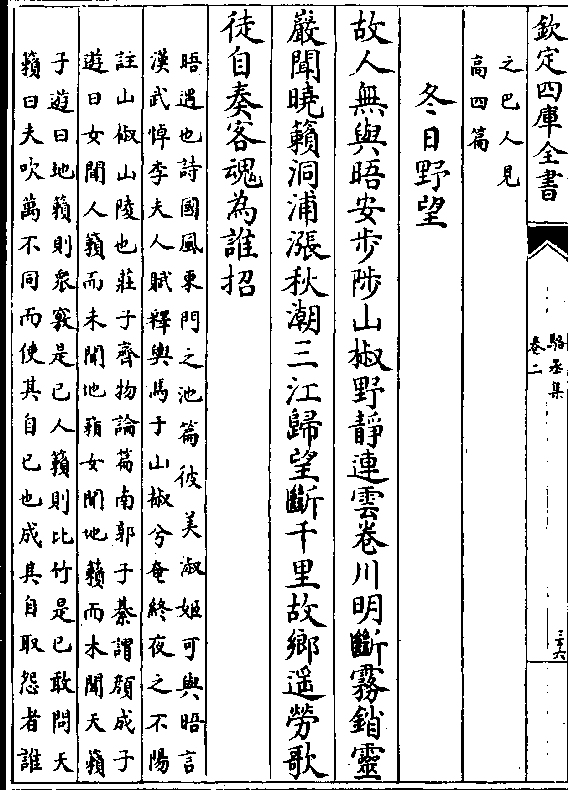 欽定四庫全書
駱丞集
卷二
三六
之巴人見
高四篇
冬日野望
故人無與晤安步陟山椒野靜連雲卷川明斷霧銷靈
巖聞曉籟洞浦漲秋潮三江歸望斷千里故鄉遥勞歌
徒自奏客魂為誰招
晤遇也詩國風東門之池篇彼美淑姬可與晤言
漢武悼李夫人賦釋輿馬于山椒兮奄終夜之不陽
註山椒山陵也莊子齊物論篇南郭子綦謂顔成子
遊曰女聞人籟而未聞地籟女聞地籟而未聞天籟
子遊曰地籟則衆竅是已人籟則比竹是已敢問天
籟曰夫吹萬不同而使其自已也成其自取怨者誰